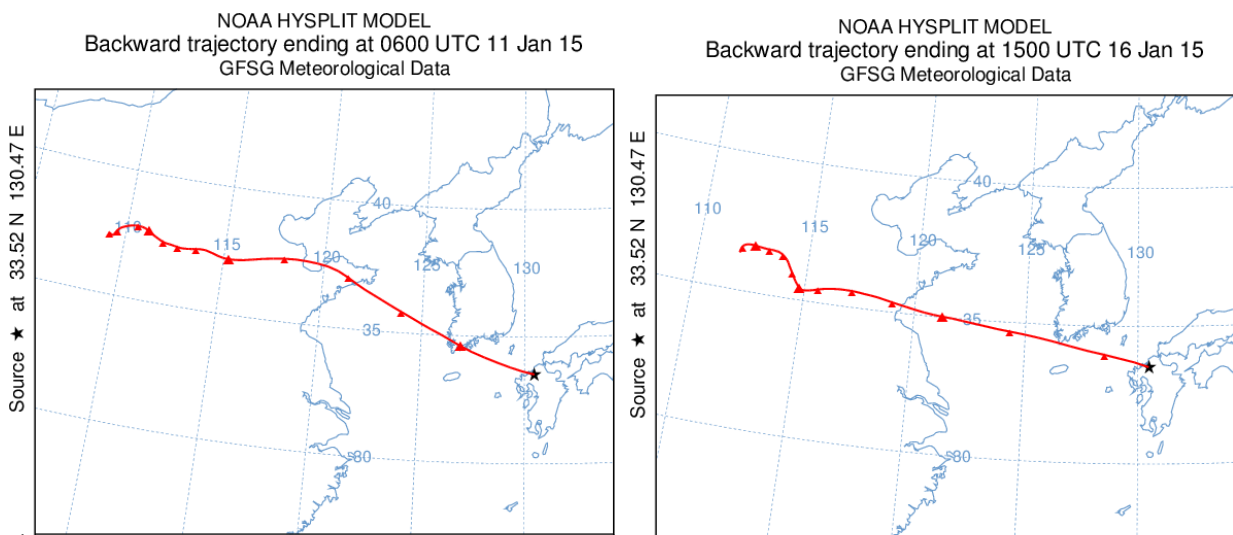 NOAA HYSPLIT MODEL
Backward trajectory ending at 0600 UTC 11 Jan 15
GFSG Meteorological Data
Source ★ at 33.52 N 130.47 E
110
115
120
125
130
40
35
30
NOAA HYSPLIT MODEL
Backward trajectory ending at 1500 UTC 16 Jan 15
GFSG Meteorological Data
Source ★ at 33.52 N 130.47 E
110
115
120
125
130
40
35
30